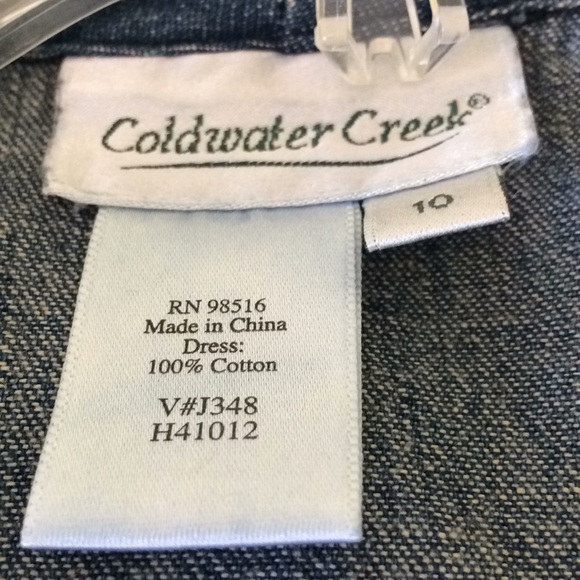 Coldwater Creek®
10
RN 98516
Made in China
Dress:
100% Cotton
V#J348
H41012